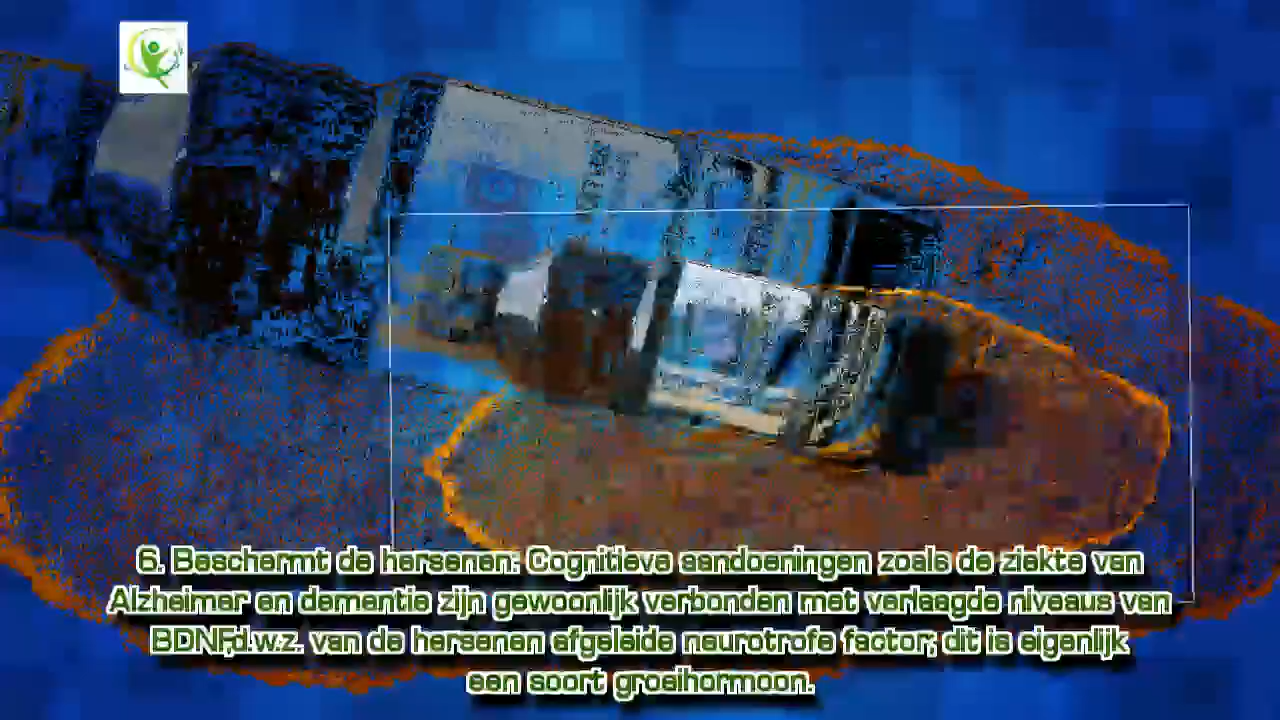 6. Beschermt de hersenen: Cognitieve aandoeningen zoals de ziekte van
Alzheimer en dementie zijn gewoonlijk verbonden met verlaagde niveaus van
BDNF,d.w.z. van de hersenen afgeleide neurotrofe factor; dit is eigenlijk
een soort groeihormoon.